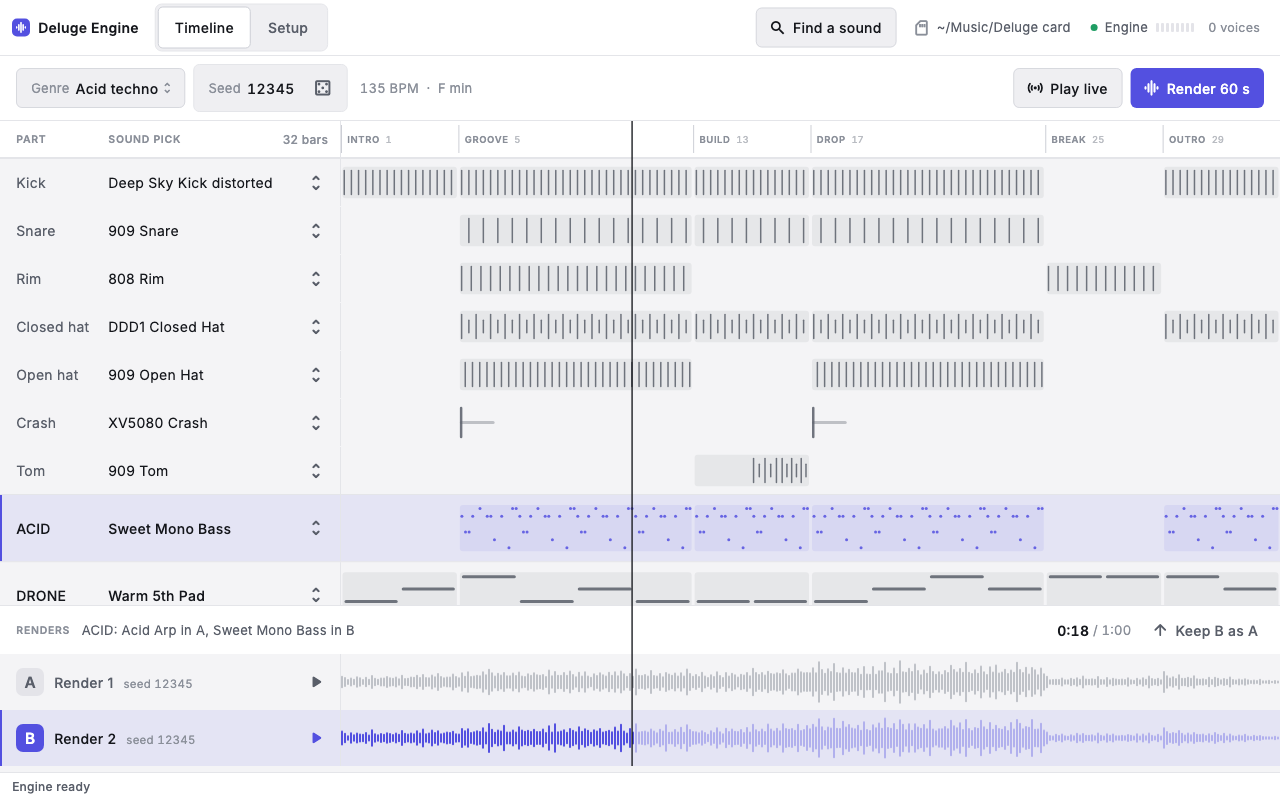 Deluge Engine Timeline Setup Find a sound ~/Music/Deluge card Engine 0 voices
Genre Acid techno Seed 12345 135 BPM · F min Play live Render 60 s
PART SOUND PICK 32 bars INTRO 1 GROOVE 5 BUILD 13 DROP 17 BREAK 25 OUTRO 29
Kick Deep Sky Kick distorted
Snare 909 Snare
Rim 808 Rim
Closed hat DDD1 Closed Hat
Open hat 909 Open Hat
Crash XV5080 Crash
Tom 909 Tom
ACID Sweet Mono Bass
DRONE Warm 5th Pad
RENDERS ACID: Acid Arp in A, Sweet Mono Bass in B 0:18 / 1:00 Keep B as A
A Render 1 seed 12345
B Render 2 seed 12345
Engine ready